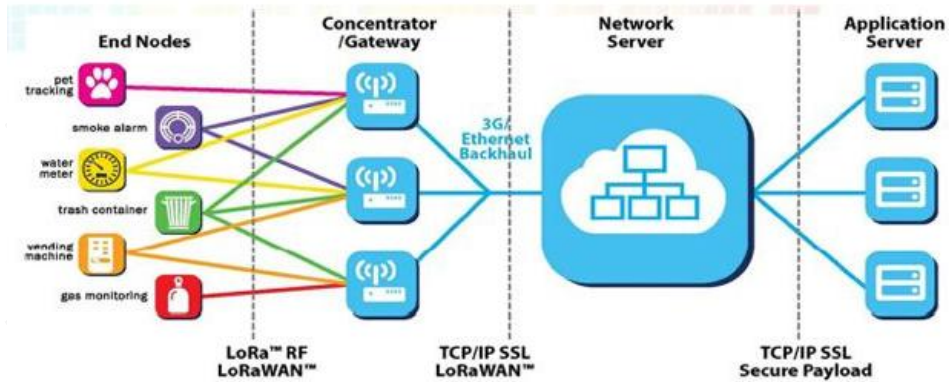 End Nodes
Concentrator
/Gateway
Network
Server
Application
Server
pet
tracking
smoke alarm
water
meter
trash container
vending
machine
gas monitoring
3G/
Ethernet
Backhaul
LoRa™ RF
LoRaWAN™
TCP/IP SSL
LoRaWAN™
TCP/IP SSL
Secure Payload